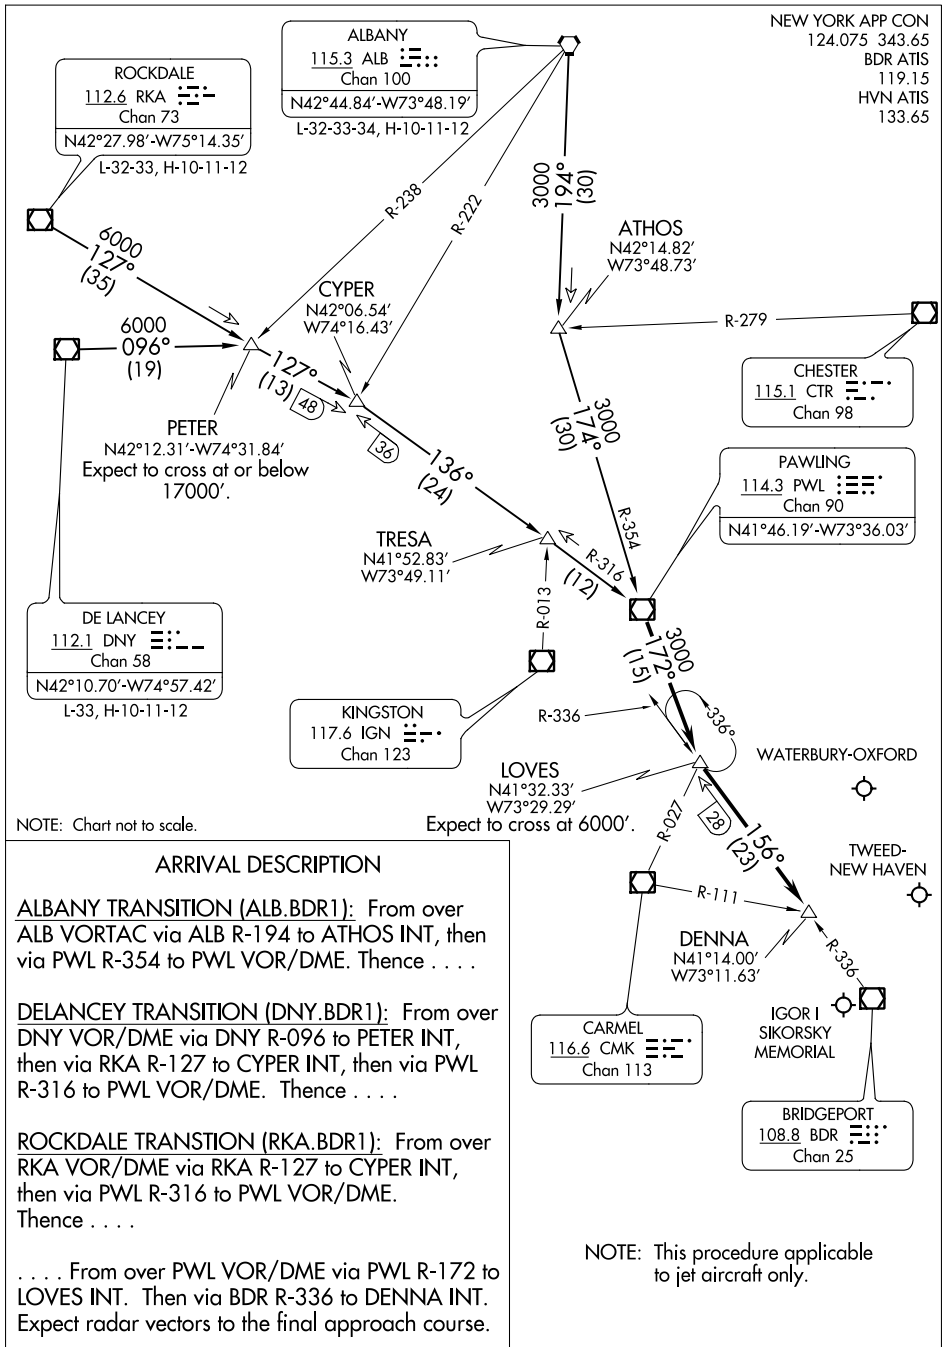 NEW YORK APP CON
124.075 343.65
BDR ATIS
119.15
HVN ATIS
133.65
ALBANY
115.3 ALB
Chan 100
N42°44.84'-W73°48.19'
L-32-33-34, H-10-11-12
ROCKDALE
112.6 RKA
Chan 73
N42°27.98'-W75°14.35'
L-32-33, H-10-11-12
R-238
R-222
3000
194°
(30)
6000
127°
(35)
ATHOS
N42°14.82'
W73°48.73'
CYPER
N42°06.54'
W74°16.43'
R-279
6000
096°
(19)
127°
(13)
48
36
CHESTER
115.1 CTR
Chan 98
3000
174°
(30)
PETER
N42°12.31'-W74°31.84'
Expect to cross at or below
17000'.
136°
(24)
PAWLING
114.3 PWL
Chan 90
N41°46.19'-W73°36.03'
R-354
TRESA
N41°52.83'
W73°49.11'
R-316
(12)
R-013
DE LANCEY
112.1 DNY
Chan 58
N42°10.70'-W74°57.42'
L-33, H-10-11-12
3000
172°
(15)
KINGSTON
117.6 IGN
Chan 123
R-336
336°
WATERBURY-OXFORD
LOVES
N41°32.33'
W73°29.29'
Expect to cross at 6000'.
R-027
28
156°
(23)
NOTE: Chart not to scale.
TWEED-
NEW HAVEN
R-111
DENNA
N41°14.00'
W73°11.63'
R-336
IGOR I
SIKORSKY
MEMORIAL
CARMEL
116.6 CMK
Chan 113
BRIDGEPORT
108.8 BDR
Chan 25
ARRIVAL DESCRIPTION
ALBANY TRANSITION (ALB.BDR1): From over
ALB VORTAC via ALB R-194 to ATHOS INT, then
via PWL R-354 to PWL VOR/DME. Thence . . . .
DELANCEY TRANSITION (DNY.BDR1): From over
DNY VOR/DME via DNY R-096 to PETER INT,
then via RKA R-127 to CYPER INT, then via PWL
R-316 to PWL VOR/DME. Thence . . . .
ROCKDALE TRANSTION (RKA.BDR1): From over
RKA VOR/DME via RKA R-127 to CYPER INT,
then via PWL R-316 to PWL VOR/DME.
Thence . . . .
. . . . From over PWL VOR/DME via PWL R-172 to
LOVES INT. Then via BDR R-336 to DENNA INT.
Expect radar vectors to the final approach course.
NOTE: This procedure applicable
to jet aircraft only.